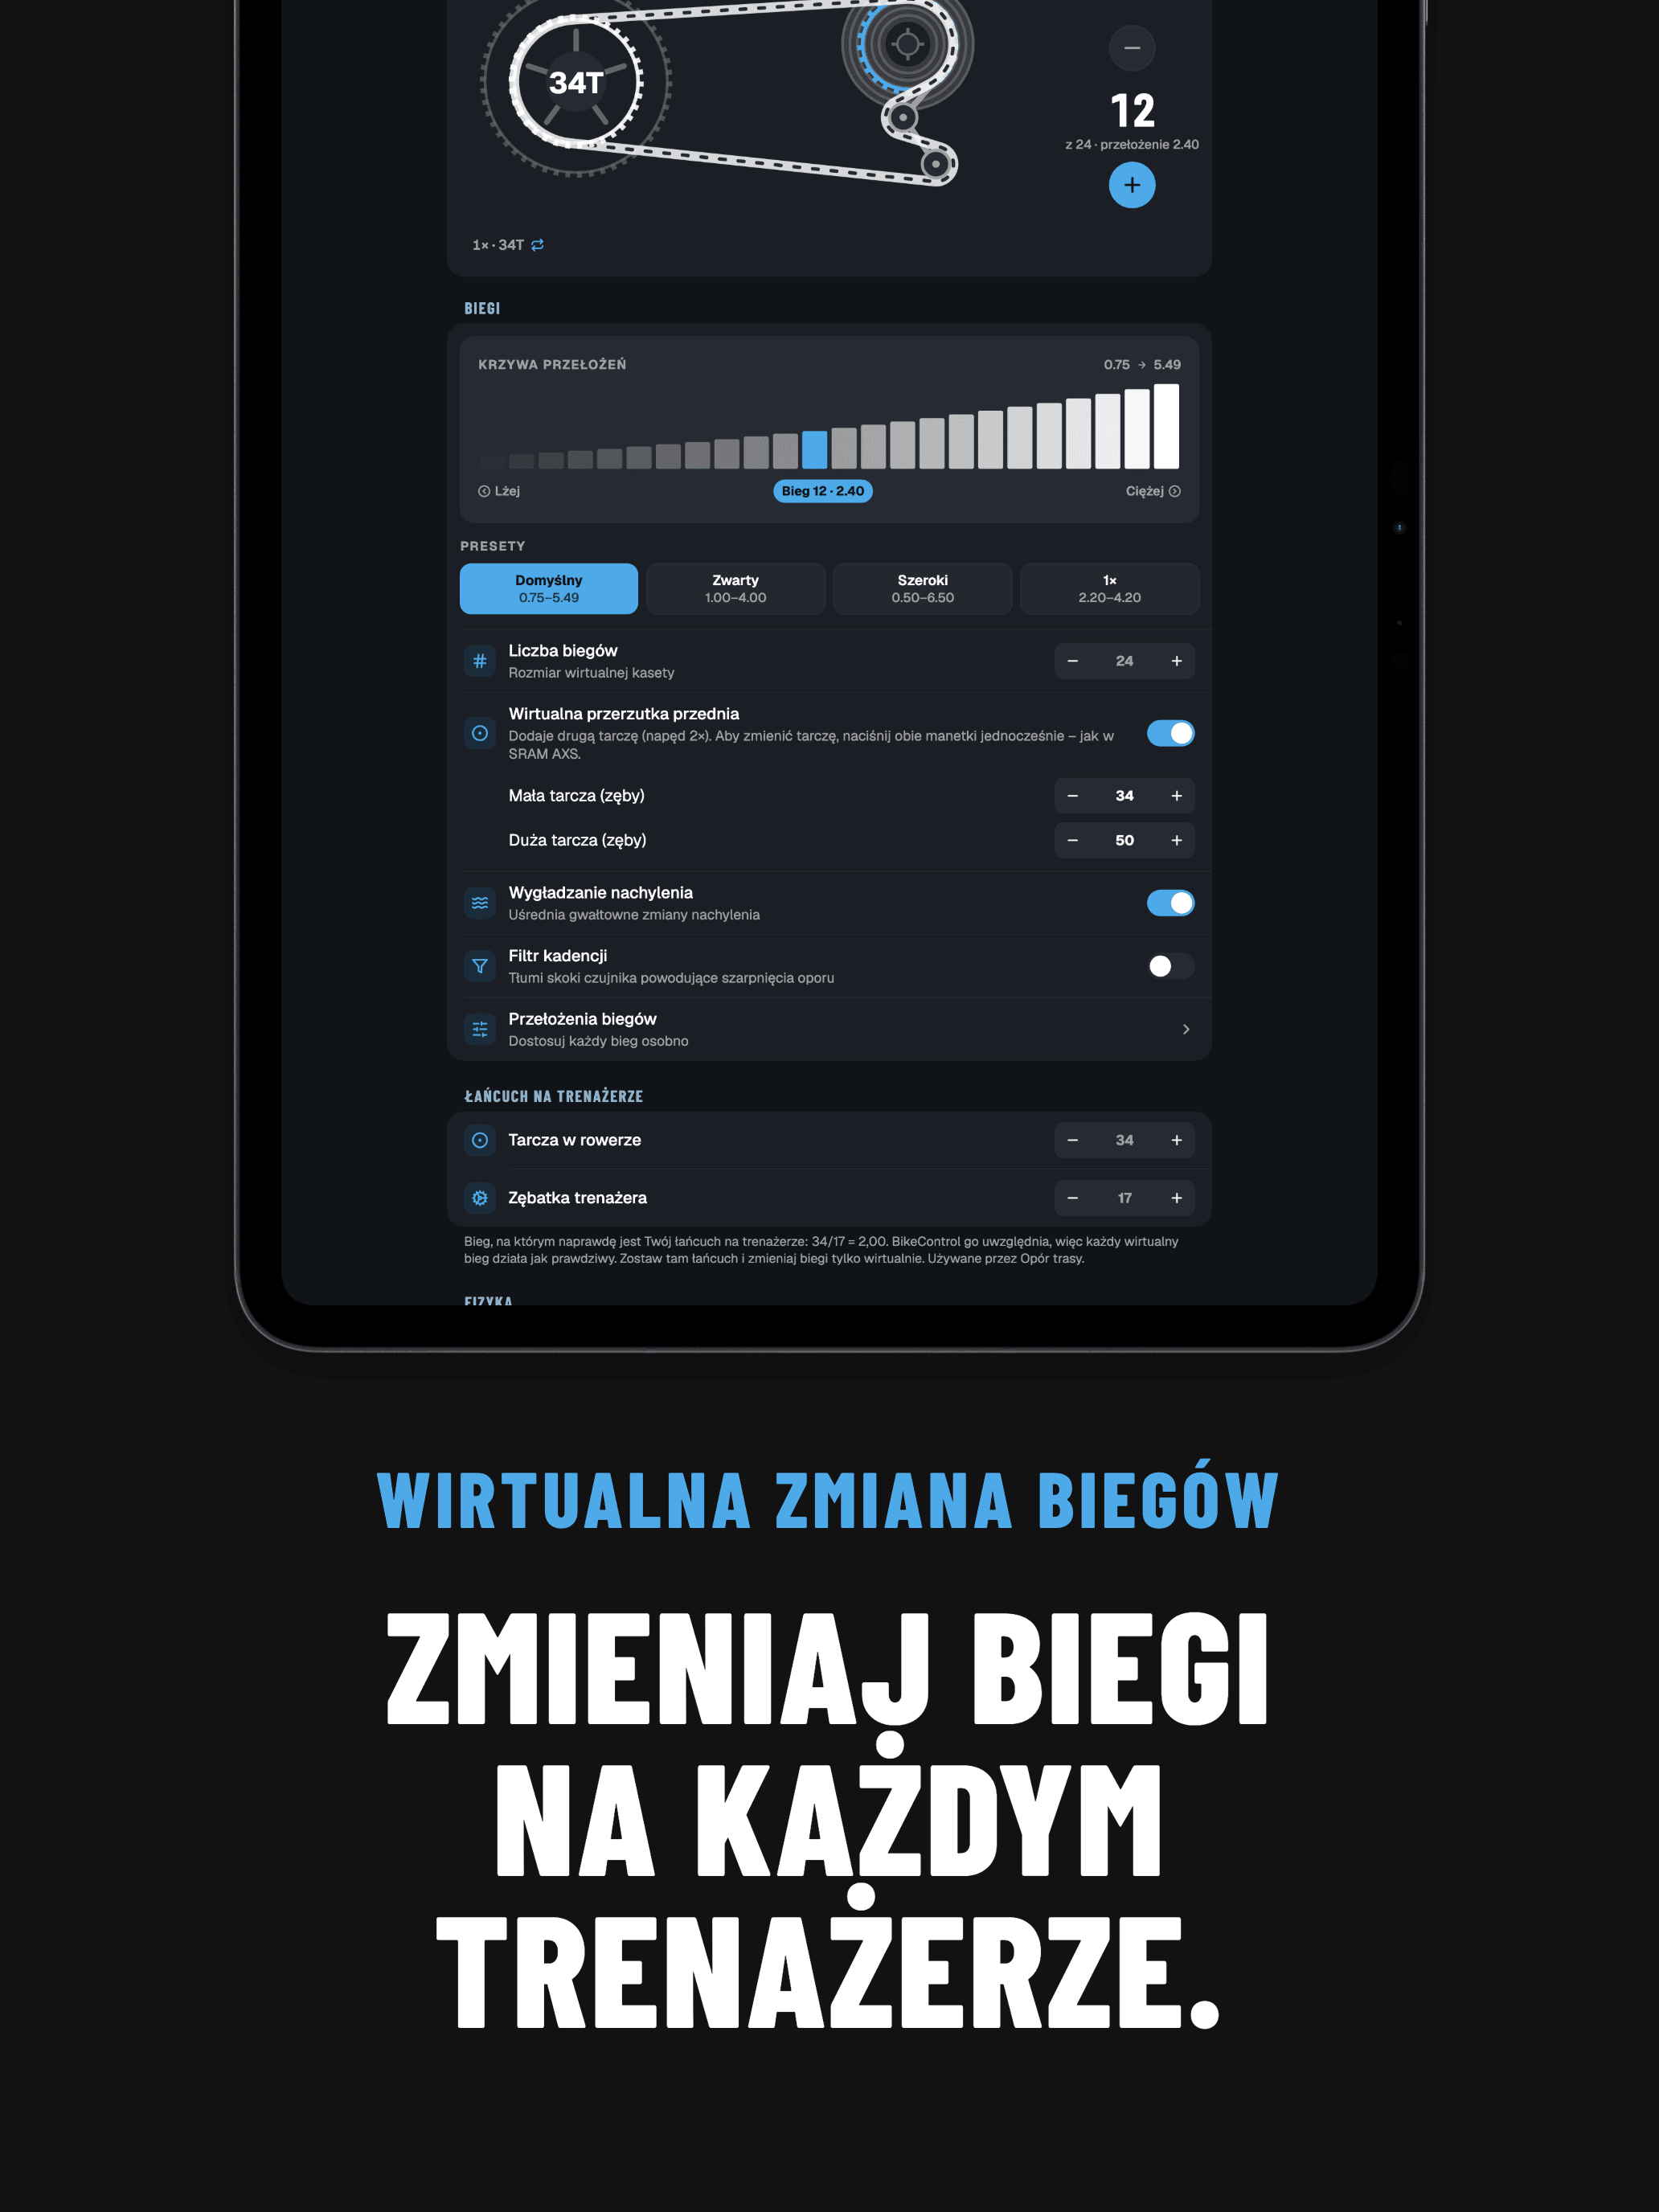 34T
12
z 24 · przełożenie 2.40
1× · 34T
BIEGI
KRZYWA PRZEŁOŻEŃ
0.75 → 5.49
Lżej
Bieg 12 · 2.40
Ciężej
PRESETY
Domyślny
0.75–5.49
Zwarty
1.00–4.00
Szeroki
0.50–6.50
1×
2.20–4.20
Liczba biegów
Rozmiar wirtualnej kasety
− 24 +
Wirtualna przerzutka przednia
Dodaje drugą tarczę (napęd 2×). Aby zmienić tarczę, naciśnij obie manetki jednocześnie – jak w
SRAM AXS.
Mała tarcza (zęby)
− 34 +
Duża tarcza (zęby)
− 50 +
Wygładzanie nachylenia
Uśrednia gwałtowne zmiany nachylenia
Filtr kadencji
Tłumi skoki czujnika powodujące szarpnięcia oporu
Przełożenia biegów
Dostosuj każdy bieg osobno
ŁAŃCUCH NA TRENAŻERZE
Tarcza w rowerze
− 34 +
Zębatka trenażera
− 17 +
Bieg, na którym naprawdę jest Twój łańcuch na trenażerze: 34/17 = 2,00. BikeControl go uwzględnia, więc każdy wirtualny
bieg działa jak prawdziwy. Zostaw tam łańcuch i zmieniaj biegi tylko wirtualnie. Używane przez Opór trasy.
FIZYKA
WIRTUALNA ZMIANA BIEGÓW
ZMIENIAJ BIEGI
NA KAŻDYM
TRENAŻERZE.